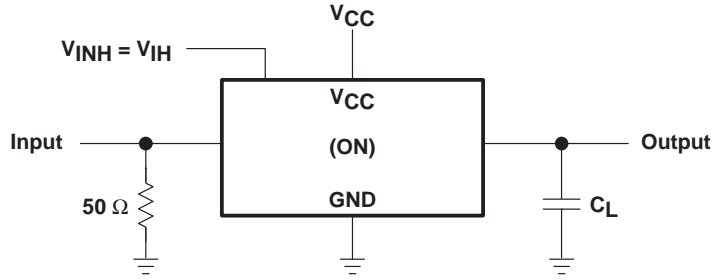 VCC
VINH = VIH
VCC
Input
(ON)
Output
50 Ω
GND
CL